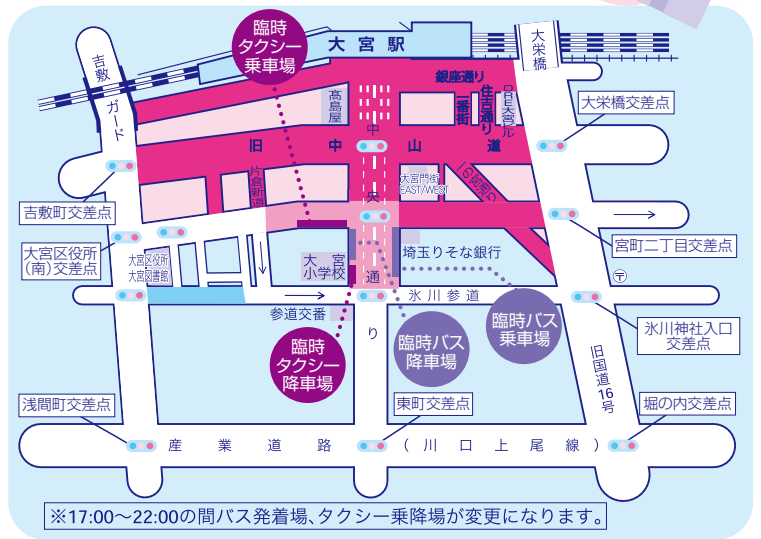 臨時
タクシー
乗車場
大宮駅
大栄橋
吉敷ガード
銀座通り
髙島屋
一番街
住吉通り
OREビル
大栄橋交差点
旧中山道
中央通り
片倉新道
大宮門街
EAST/WEST
吉敷町交差点
大宮区役所
(南)交差点
大宮区役所
大宮区図書館
大宮
小学校
埼玉りそな銀行
宮町二丁目交差点
〒
氷川参道
参道交番
臨時
タクシー
降車場
臨時バス
降車場
臨時バス
乗車場
氷川神社入口
交差点
旧国道16号
浅間町交差点
東町交差点
堀の内交差点
産業道路(川口上尾線)
※17:00〜22:00の間バス発着場、タクシー乗降場が変更になります。